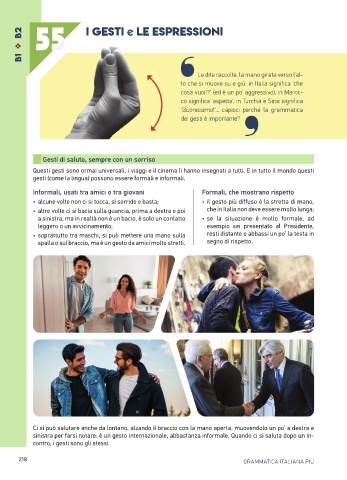 B1 ❖ B2
55
I GESTI e LE ESPRESSIONI
Le dita raccolte, la mano girata verso l'al-
to che si muove su e giù: in Italia significa 'che
cosa vuoi?!' (ed è un po' aggressivo), in Maroc-
co significa 'aspetta', in Turchia e Siria significa
'Buonissimo!'... capisci perché la grammatica
dei gesti è importante?
Gesti di saluto, sempre con un sorriso
Questi gesti sono ormai universali, i viaggi e il cinema li hanno insegnati a tutti. E in tutto il mondo questi
gesti (come la lingua) possono essere formali e informali.
Informali, usati tra amici o tra giovani
• alcune volte non ci si tocca, si sorride e basta;
• altre volte ci si bacia sulla guancia, prima a destra e poi
a sinistra, ma in realtà non è un bacio, è solo un contatto
leggero o un avvicinamento;
• soprattutto tra maschi, si può mettere una mano sulla
spalla o sul braccio, ma è un gesto da amici molto stretti.
Formali, che mostrano rispetto
• il gesto più diffuso è la stretta di mano,
che in Italia non deve essere molto lunga;
• se la situazione è molto formale, ad
esempio sei presentato al Presidente,
resti distante e abbassi un po' la testa in
segno di rispetto.
Ci si può salutare anche da lontano, alzando il braccio con la mano aperta, muovendolo un po' a destra e
sinistra per farsi notare: è un gesto internazionale, abbastanza informale. Quando ci si saluta dopo un in-
contro, i gesti sono gli stessi.
218
GRAMMATICA ITALIANA PIÙ